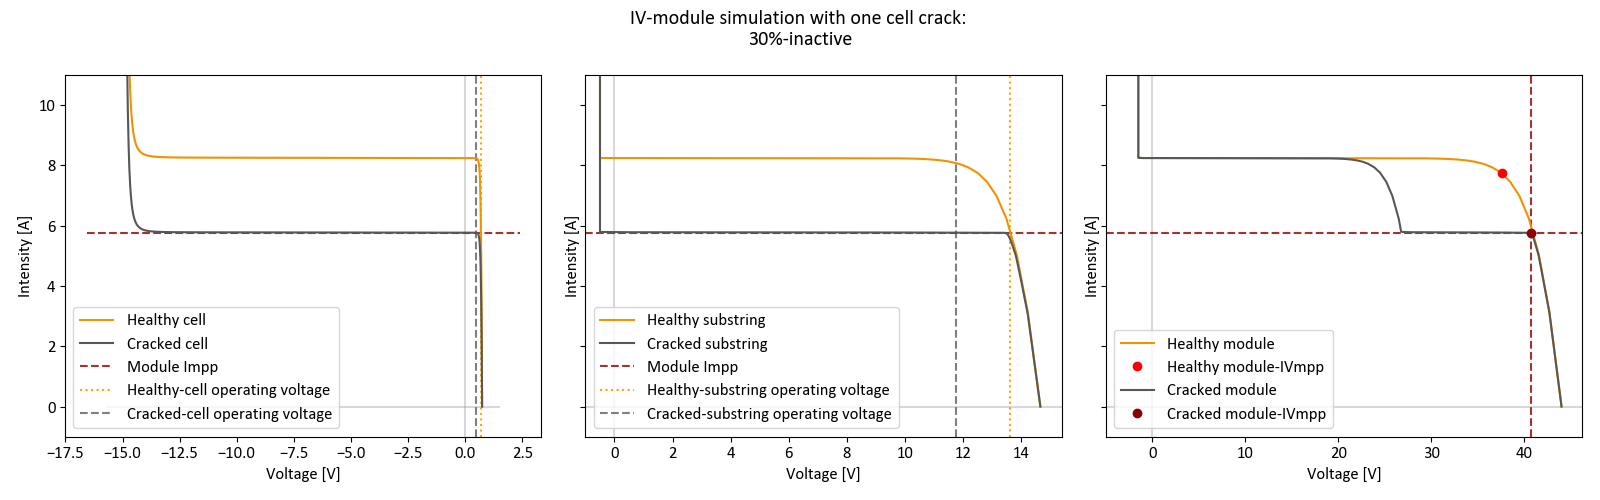 IV-module simulation with one cell crack:
30%-inactive
Intensity [A]
10
8
6
4
2
0
Healthy cell
Cracked cell
Module Impp
Healthy-cell operating voltage
Cracked-cell operating voltage
−17.5 −15.0 −12.5 −10.0 −7.5 −5.0 −2.5 0.0 2.5
Voltage [V]
Intensity [A]
Healthy substring
Cracked substring
Module Impp
Healthy-substring operating voltage
Cracked-substring operating voltage
0 2 4 6 8 10 12 14
Voltage [V]
Intensity [A]
Healthy module
Healthy module-IVmpp
Cracked module
Cracked module-IVmpp
0 10 20 30 40
Voltage [V]